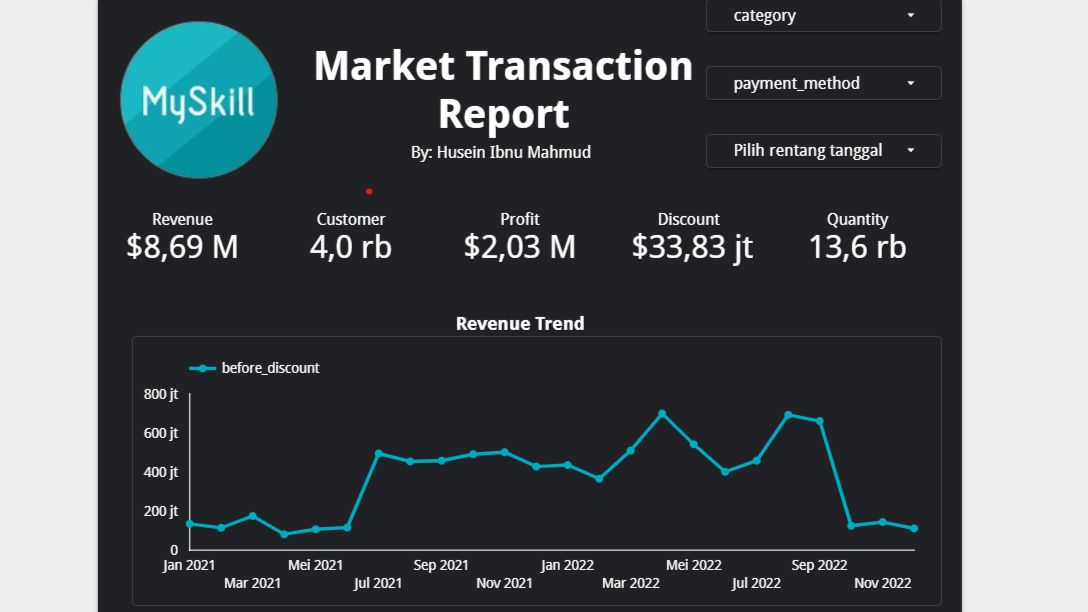 MySkill
Market Transaction
Report
By: Husein Ibnu Mahmud
category
payment_method
Pilih rentang tanggal
Revenue
$8,69 M
Customer
4,0 rb
Profit
$2,03 M
Discount
$33,83 jt
Quantity
13,6 rb
Revenue Trend
before_discount
800 jt
600 jt
400 jt
200 jt
0
Jan 2021
Mar 2021
Mei 2021
Jul 2021
Sep 2021
Nov 2021
Jan 2022
Mar 2022
Mei 2022
Jul 2022
Sep 2022
Nov 2022